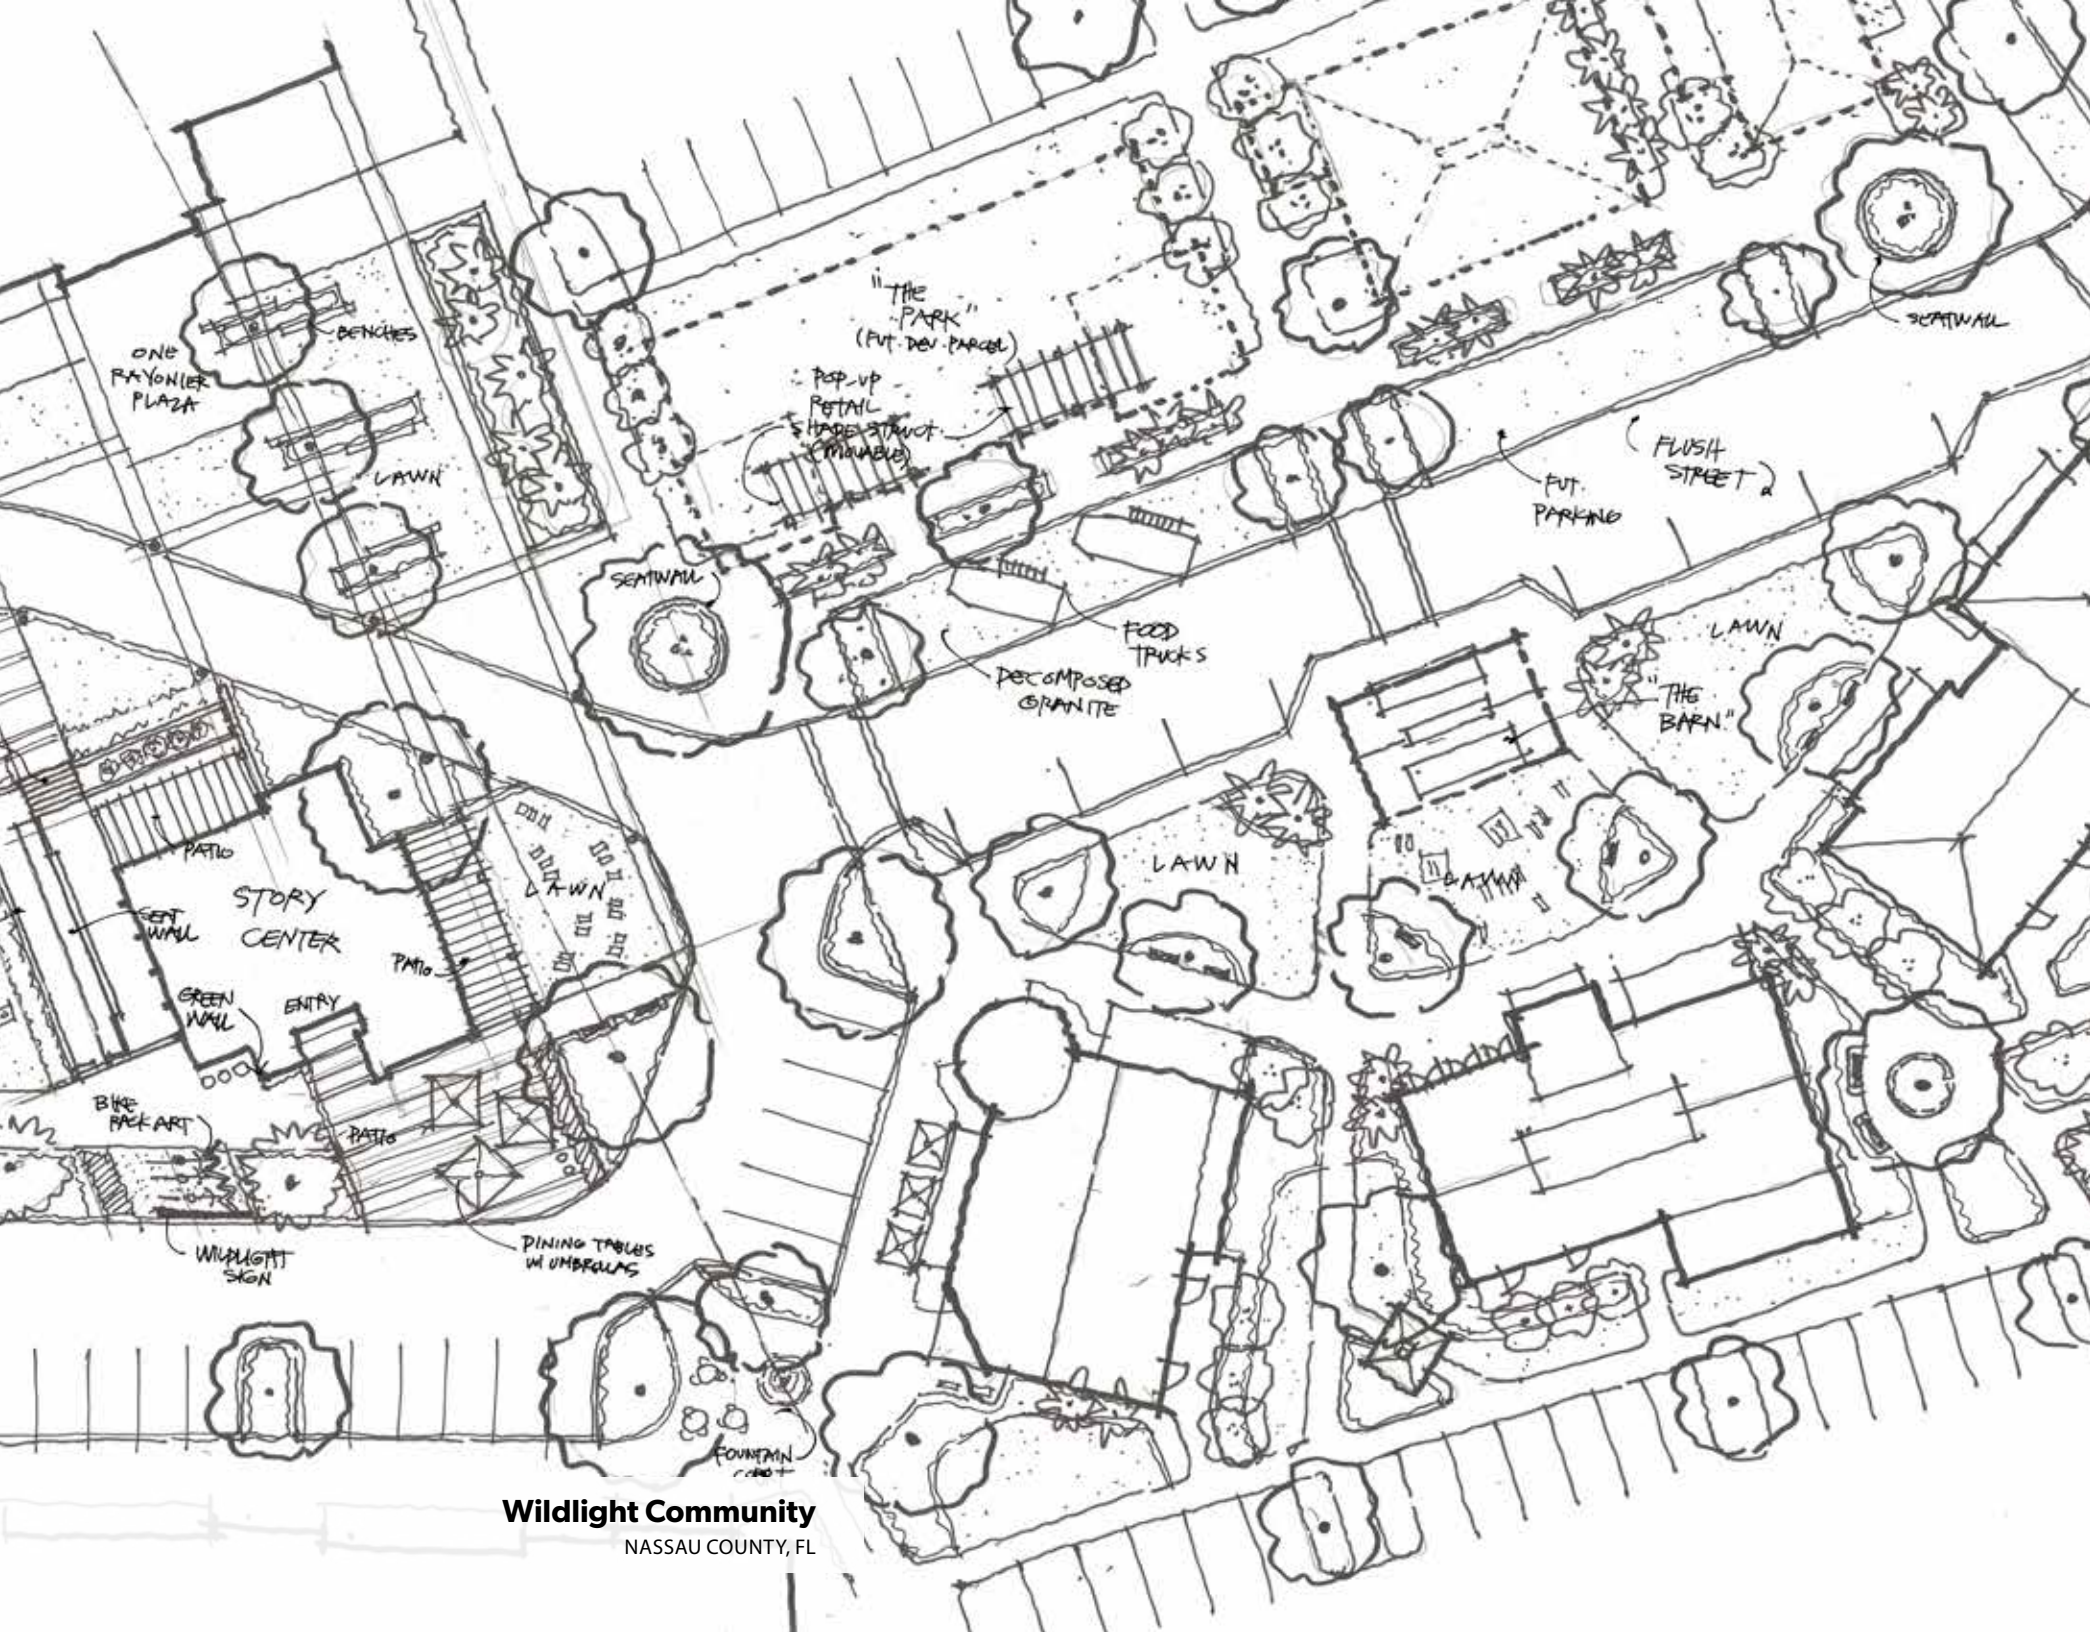 "THE
PARK"
(FUT. DEV. PARCEL)
POP-UP
RETAIL
SHADE STRUCT.
(MOVABLE)
ONE
RAYONIER
PLAZA
BENCHES
LAWN
SEATWALL
FLUSH
STREET
FUT.
PARKING
SEATWALL
FOOD
TRUCKS
DECOMPOSED
GRANITE
LAWN
"THE
BARN"
LAWN
LAWN
PATIO
STORY
CENTER
LAWN
SEAT
WALL
PATIO
GREEN
WALL
ENTRY
BIKE
RACK ART
PATIO
WILDLIGHT
SIGN
DINING TABLES
W/ UMBRELLAS
FOUNTAIN
COURT
Wildlight Community
NASSAU COUNTY, FL